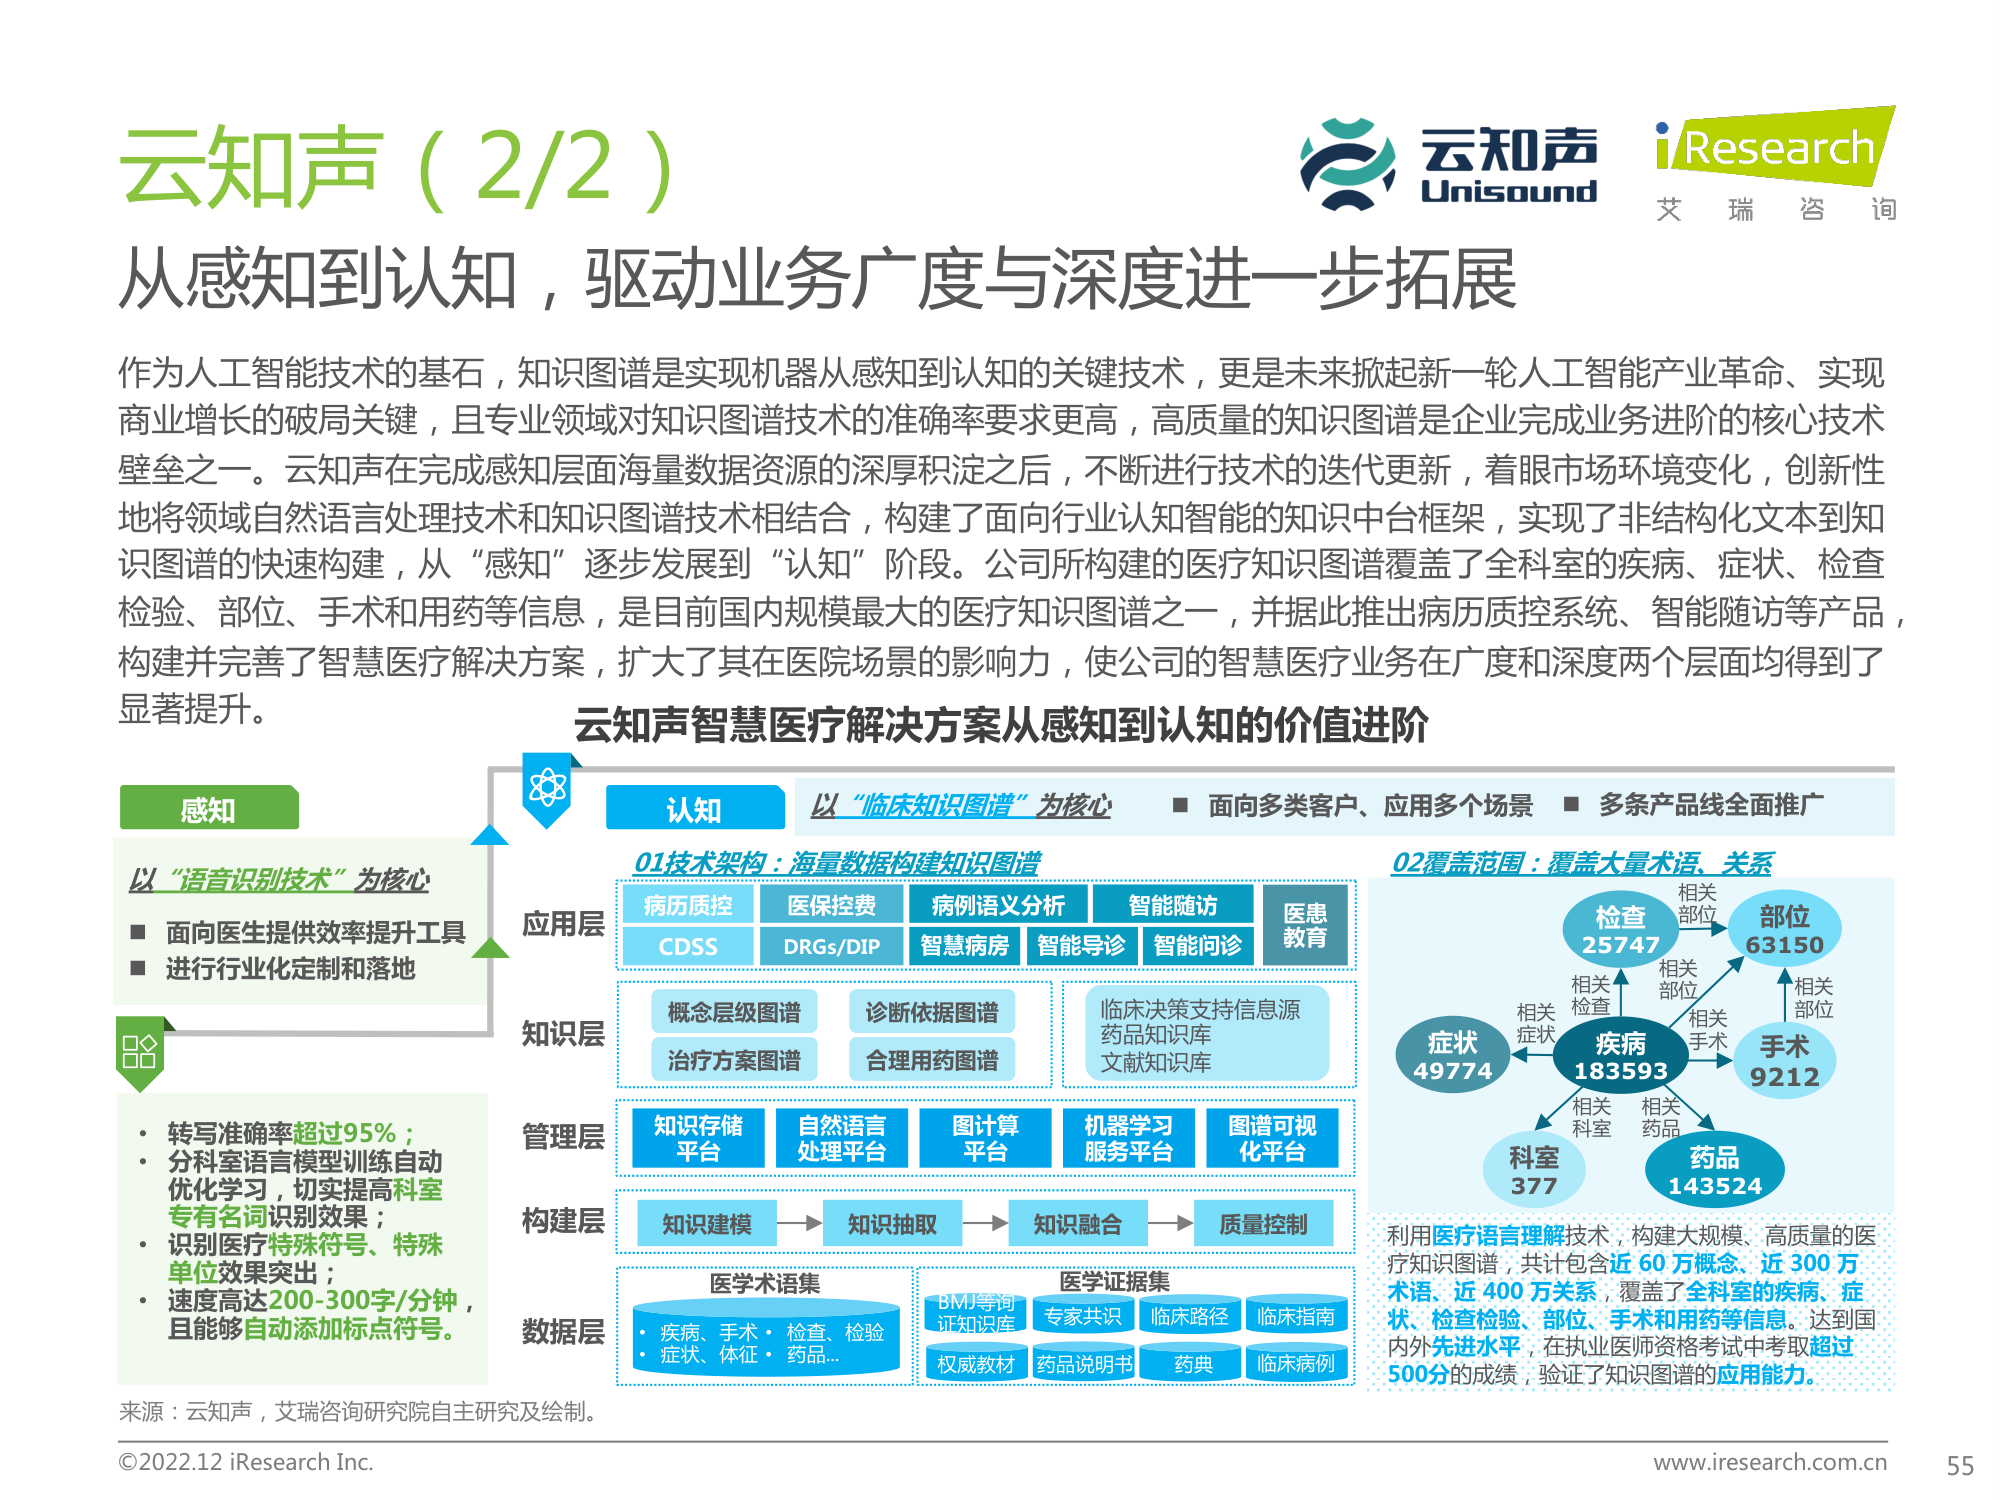 云知声（2/2）
云知声
Unisound
iResearch
艾 瑞 咨 询
从感知到认知，驱动业务广度与深度进一步拓展
作为人工智能技术的基石，知识图谱是实现机器从感知到认知的关键技术，更是未来掀起新一轮人工智能产业革命、实现
商业增长的破局关键，且专业领域对知识图谱技术的准确率要求更高，高质量的知识图谱是企业完成业务进阶的核心技术
壁垒之一。云知声在完成感知层面海量数据资源的深厚积淀之后，不断进行技术的迭代更新，着眼市场环境变化，创新性
地将领域自然语言处理技术和知识图谱技术相结合，构建了面向行业认知智能的知识中台框架，实现了非结构化文本到知
识图谱的快速构建，从“感知”逐步发展到“认知”阶段。公司所构建的医疗知识图谱覆盖了全科室的疾病、症状、检查
检验、部位、手术和用药等信息，是目前国内规模最大的医疗知识图谱之一，并据此推出病历质控系统、智能随访等产品，
构建并完善了智慧医疗解决方案，扩大了其在医院场景的影响力，使公司的智慧医疗业务在广度和深度两个层面均得到了
显著提升。
云知声智慧医疗解决方案从感知到认知的价值进阶
感知
以“语音识别技术”为核心
■ 面向医生提供效率提升工具
■ 进行行业化定制和落地
• 转写准确率超过95%；
• 分科室语言模型训练自动
优化学习，切实提高科室
专有名词识别效果；
• 识别医疗特殊符号、特殊
单位效果突出；
• 速度高达200-300字/分钟，
且能够自动添加标点符号。
认知
以“临床知识图谱”为核心
■ 面向多类客户、应用多个场景
■ 多条产品线全面推广
01技术架构：海量数据构建知识图谱
应用层
病历质控
医保控费
病例语义分析
智能随访
医患
教育
CDSS
DRGs/DIP
智慧病房
智能导诊
智能问诊
知识层
概念层级图谱
诊断依据图谱
治疗方案图谱
合理用药图谱
临床决策支持信息源
药品知识库
文献知识库
管理层
知识存储
平台
自然语言
处理平台
图计算
平台
机器学习
服务平台
图谱可视
化平台
构建层
知识建模
知识抽取
知识融合
质量控制
数据层
医学术语集
• 疾病、手术 • 检查、检验
• 症状、体征 • 药品...
医学证据集
BMJ等询
证知识库
专家共识
临床路径
临床指南
权威教材
药品说明书
药典
临床病例
02覆盖范围：覆盖大量术语、关系
检查
25747
相关
部位
部位
63150
相关
检查
相关
部位
相关
部位
相关
症状
相关
手术
症状
49774
疾病
183593
手术
9212
相关
科室
相关
药品
科室
377
药品
143524
利用医疗语言理解技术，构建大规模、高质量的医
疗知识图谱，共计包含近 60 万概念、近 300 万
术语、近 400 万关系，覆盖了全科室的疾病、症
状、检查检验、部位、手术和用药等信息。达到国
内外先进水平，在执业医师资格考试中考取超过
500分的成绩，验证了知识图谱的应用能力。
来源：云知声，艾瑞咨询研究院自主研究及绘制。
©2022.12 iResearch Inc.
www.iresearch.com.cn
55